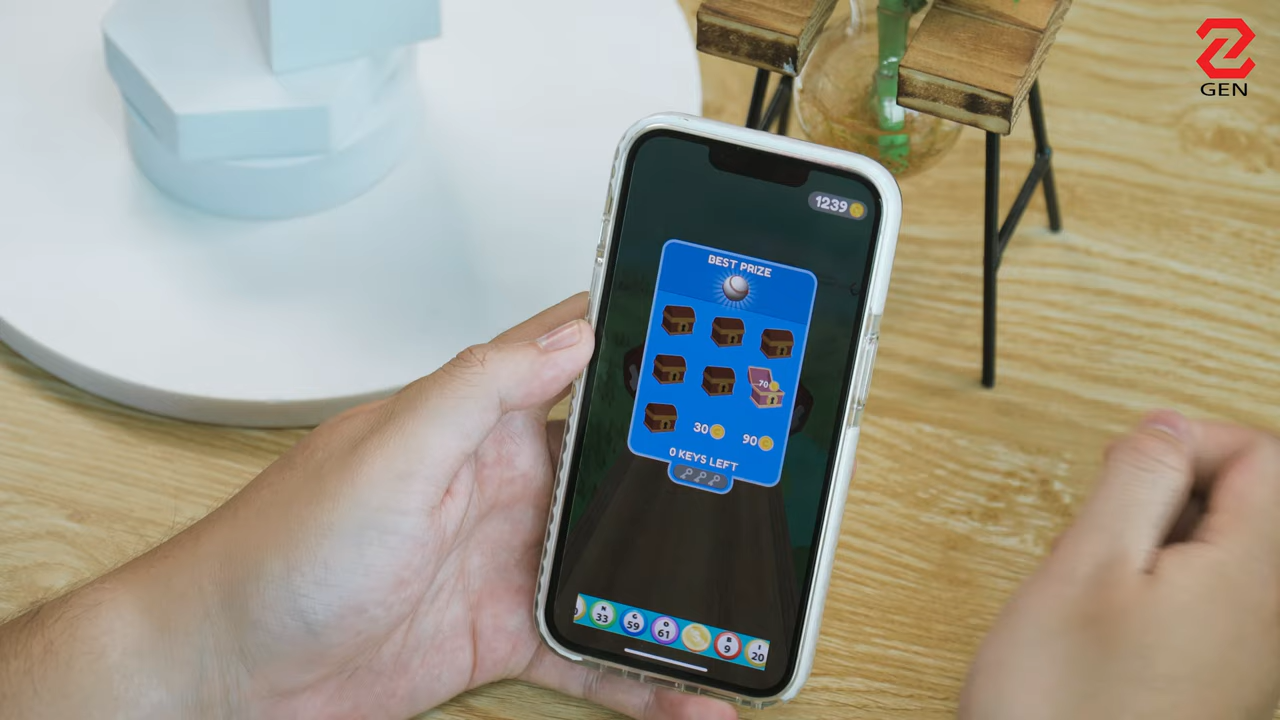 GEN
1239
BEST PRIZE
70
30
90
0 KEYS LEFT
N
33
G
59
O
61
B
9
I
20